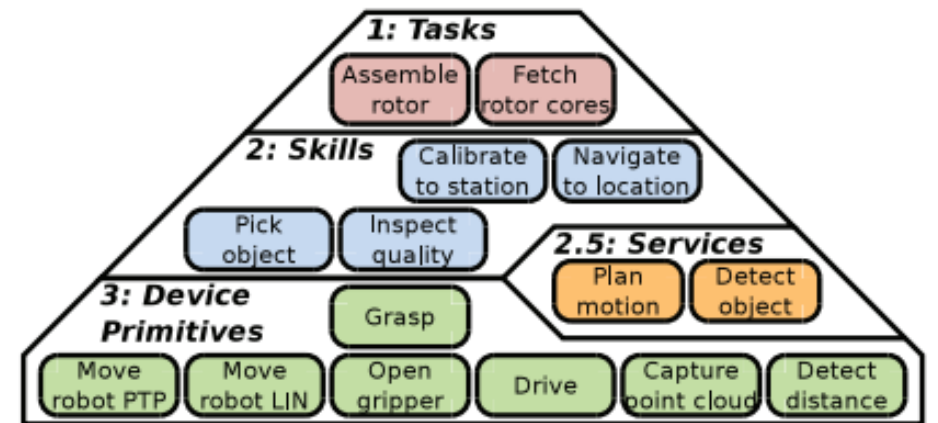 1: Tasks
Assemble
rotor
Fetch
rotor cores
2: Skills
Calibrate
to station
Navigate
to location
Pick
object
Inspect
quality
2.5: Services
Plan
motion
Detect
object
3: Device
Primitives
Grasp
Move
robot PTP
Move
robot LIN
Open
gripper
Drive
Capture
point cloud
Detect
distance